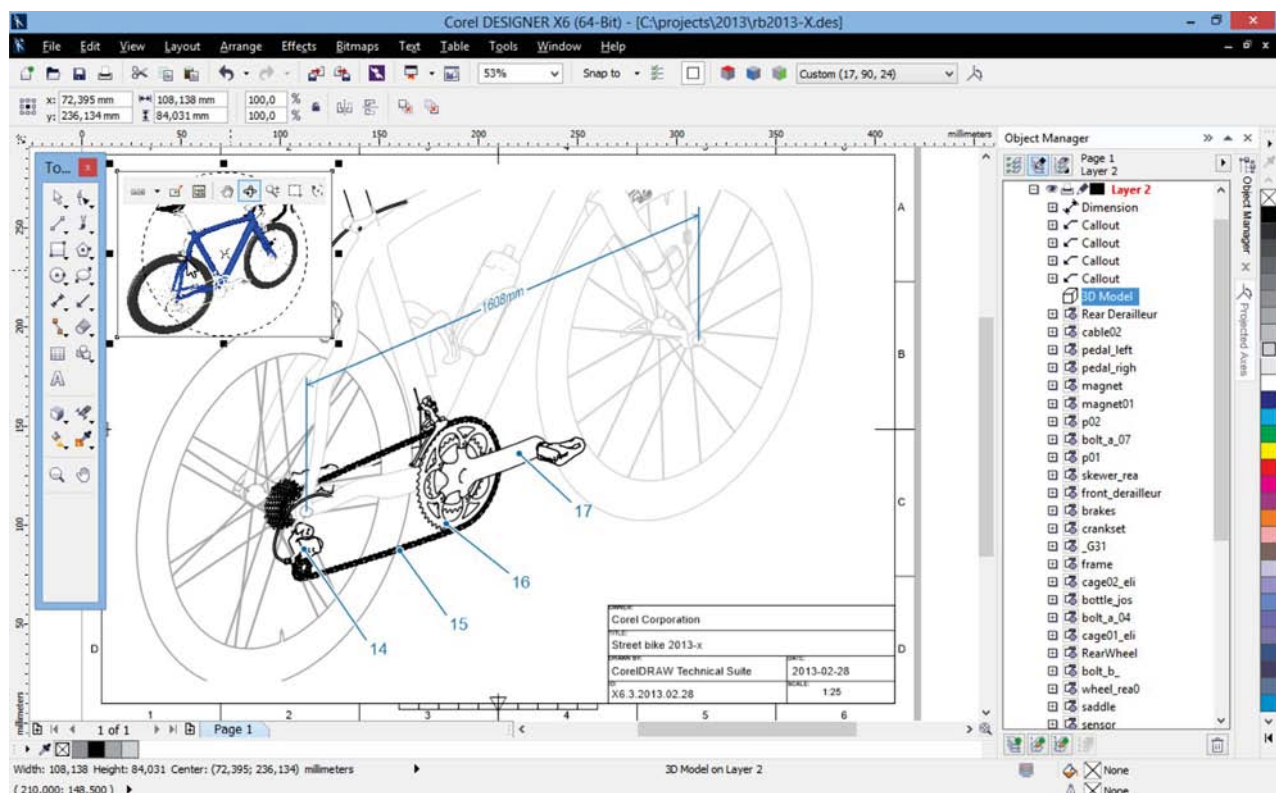 Corel DESIGNER X6 (64-Bit) - [C:\projects\2013\rb2013-X.des]
File Edit View Layout Arrange Effects Bitmaps Text Table Tools Window Help
53% Snap to Custom (17, 90, 24)
x: 72,395 mm 108,138 mm 100,0 %
y: 236,134 mm 84,031 mm 100,0 %
0 50 100 150 200 250 300 350 400 millimeters
To...
250
200
150
100
50
millimeters
A
B
C
D
D
1608mm
17
16
15
14
OWNER:
Corel Corporation
TITLE:
Street bike 2013-x
DRAWN BY: DATE:
CorelDRAW Technical Suite 2013-02-28
ID: SCALE:
X6.3.2013.02.28 1:25
1 2 3 4 5 6
1 of 1 Page 1
Object Manager
Page 1
Layer 2
Layer 2
Dimension
Callout
Callout
Callout
Callout
3D Model
Rear Derailleur
cable02
pedal_left
pedal_righ
magnet
magnet01
p02
bolt_a_07
p01
skewer_rea
front_derailleur
brakes
crankset
_G31
frame
cage02_eli
bottle_jos
bolt_a_04
cage01_eli
RearWheel
bolt_b_
wheel_rea0
saddle
sensor
Object Manager
Projected Axes
Width: 108,138 Height: 84,031 Center: (72,395; 236,134) millimeters 3D Model on Layer 2 None
(210,000; 148,500) None